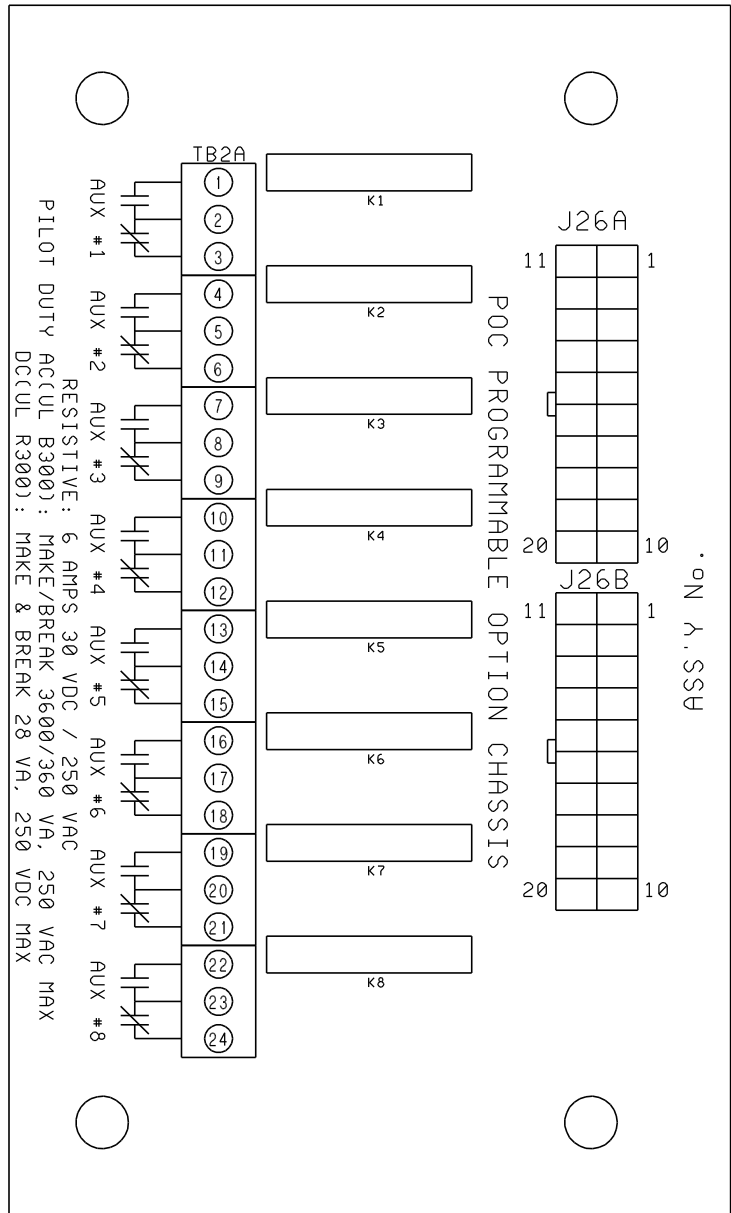 TB2A
1
2
3
4
5
6
7
8
9
10
11
12
13
14
15
16
17
18
19
20
21
22
23
24
K1
K2
K3
K4
K5
K6
K7
K8
AUX #1
AUX #2
AUX #3
AUX #4
AUX #5
AUX #6
AUX #7
AUX #8
RESISTIVE: 6 AMPS 30 VDC / 250 VAC
PILOT DUTY AC(UL B300): MAKE/BREAK 3600/360 VA, 250 VAC MAX
DC(UL R300): MAKE & BREAK 28 VA, 250 VDC MAX
POC PROGRAMMABLE OPTION CHASSIS
J26A
11 1
20 10
J26B
11 1
20 10
ASS'Y No.